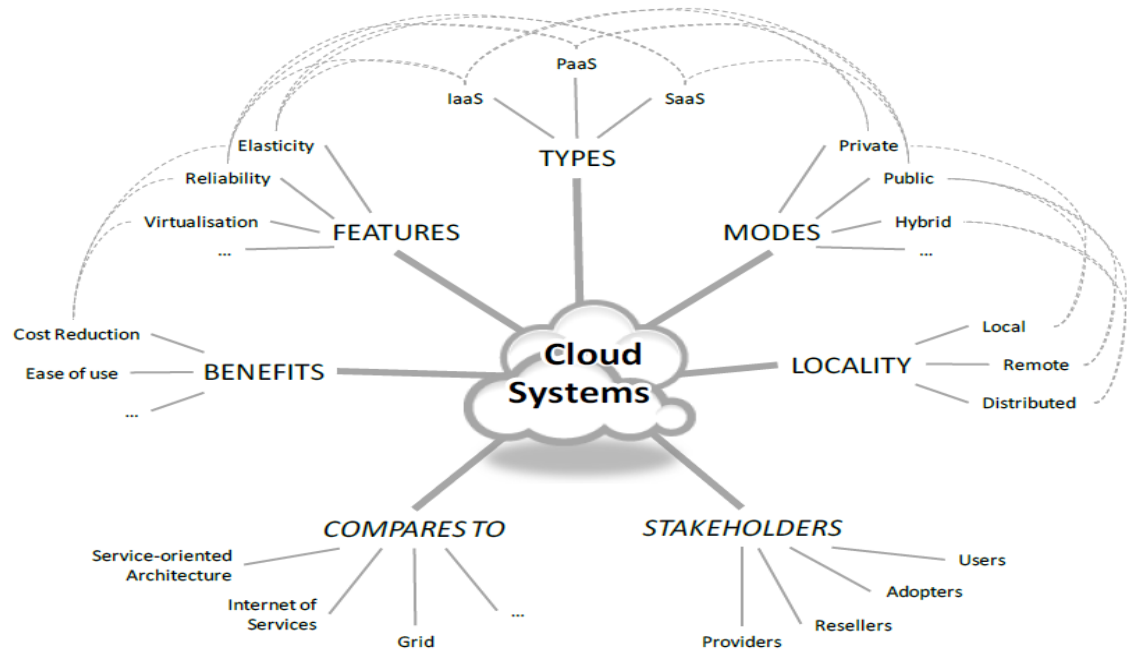 PaaS
IaaS
SaaS
TYPES
Elasticity
Reliability
Virtualisation
...
FEATURES
Private
Public
Hybrid
...
MODES
Cost Reduction
Ease of use
...
BENEFITS
Cloud
Systems
LOCALITY
Local
Remote
Distributed
COMPARES TO
Service-oriented
Architecture
Internet of
Services
Grid
...
STAKEHOLDERS
Users
Adopters
Resellers
Providers